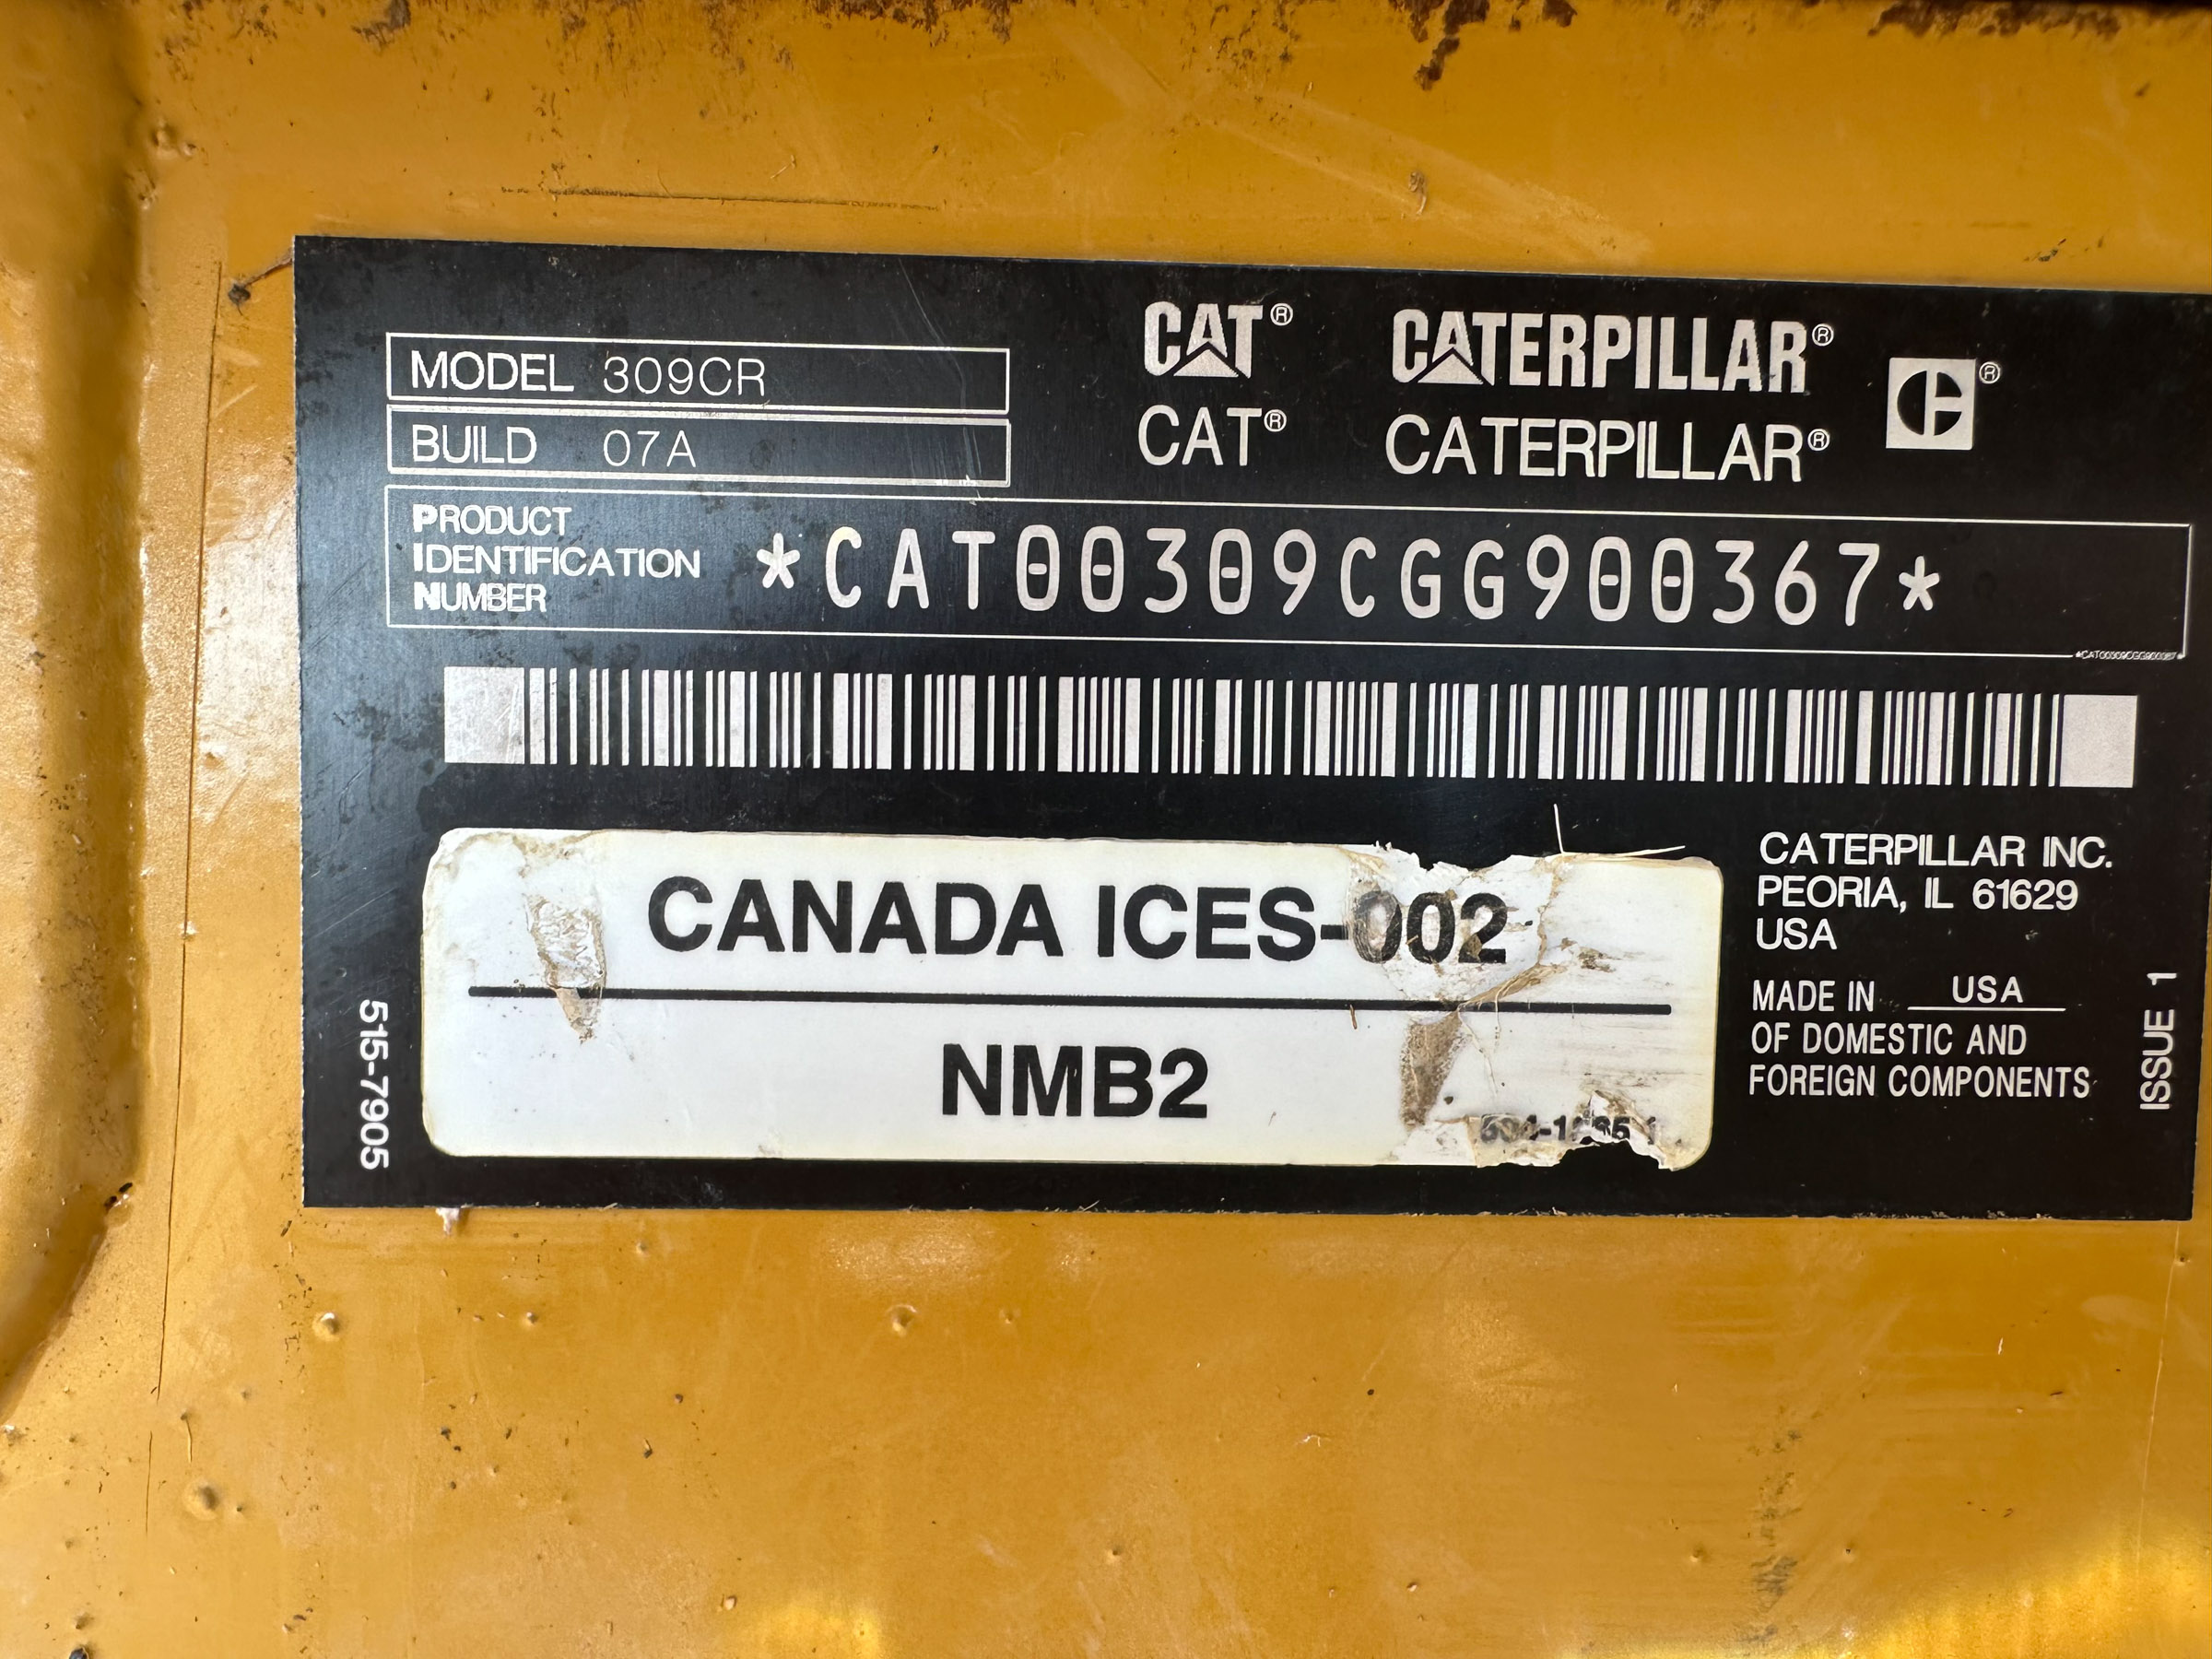 MODEL 309CR
BUILD 07A
CAT® CATERPILLAR®
CAT® CATERPILLAR®
C®
PRODUCT
IDENTIFICATION
NUMBER
*CAT00309CGG900367*
*CAT00309CGG900367*
CANADA ICES-002
NMB2
CATERPILLAR INC.
PEORIA, IL 61629
USA
MADE IN USA
OF DOMESTIC AND
FOREIGN COMPONENTS
515-7905
ISSUE 1